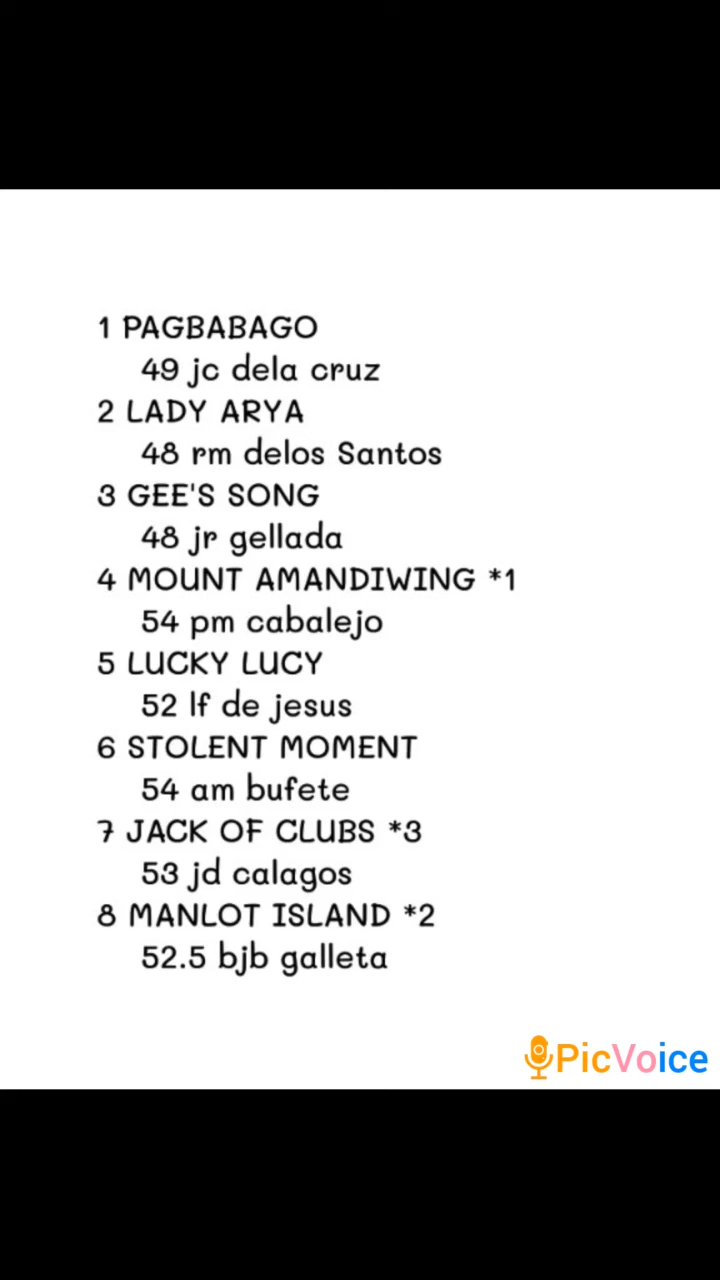 1 PAGBABAGO
49 jc dela cruz
2 LADY ARYA
48 rm delos Santos
3 GEE'S SONG
48 jr gellada
4 MOUNT AMANDIWING *1
54 pm cabalejo
5 LUCKY LUCY
52 lf de jesus
6 STOLENT MOMENT
54 am bufete
7 JACK OF CLUBS *3
53 jd calagos
8 MANLOT ISLAND *2
52.5 bjb galleta
PicVoice